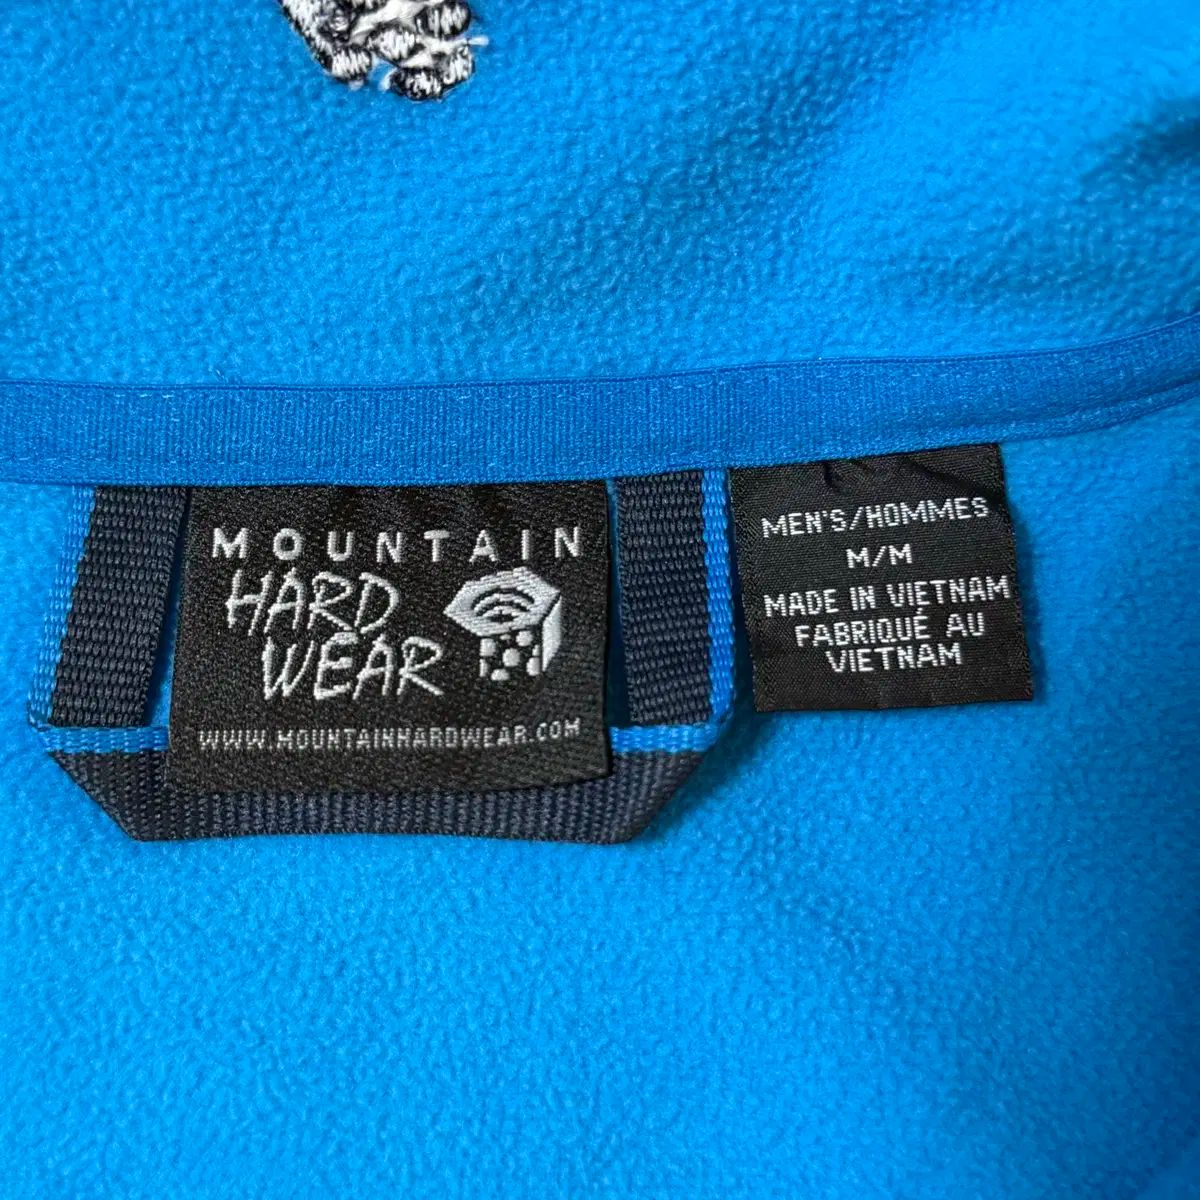 MOUNTAIN
HARD
WEAR
WWW.MOUNTAINHARDWEAR.COM
MEN'S/HOMMES
M/M
MADE IN VIETNAM
FABRIQUÉ AU
VIETNAM